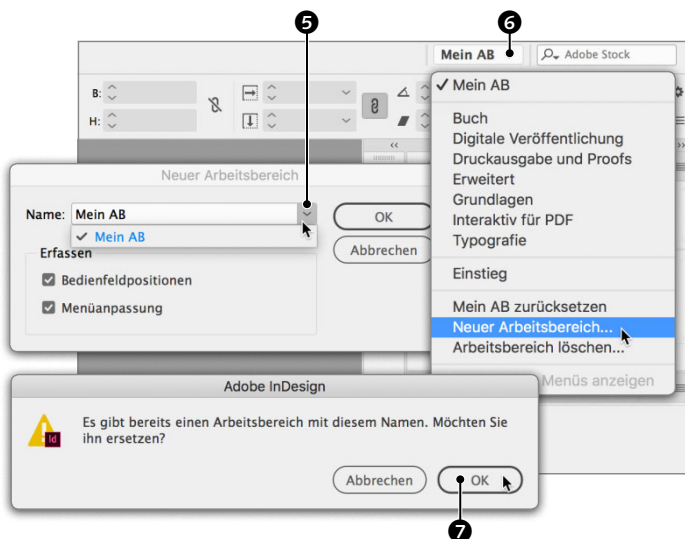 ❺ ❻
Mein AB
Adobe Stock
B:
H:
✓ Mein AB
Buch
Digitale Veröffentlichung
Druckausgabe und Proofs
Erweitert
Grundlagen
Interaktiv für PDF
Typografie
Einstieg
Mein AB zurücksetzen
Neuer Arbeitsbereich...
Arbeitsbereich löschen...
Menüs anzeigen
Neuer Arbeitsbereich
Name: Mein AB
✓ Mein AB
OK
Abbrechen
Erfassen
Bedienfeldpositionen
Menüanpassung
Adobe InDesign
Id
Es gibt bereits einen Arbeitsbereich mit diesem Namen. Möchten Sie
ihn ersetzen?
Abbrechen
OK
❼